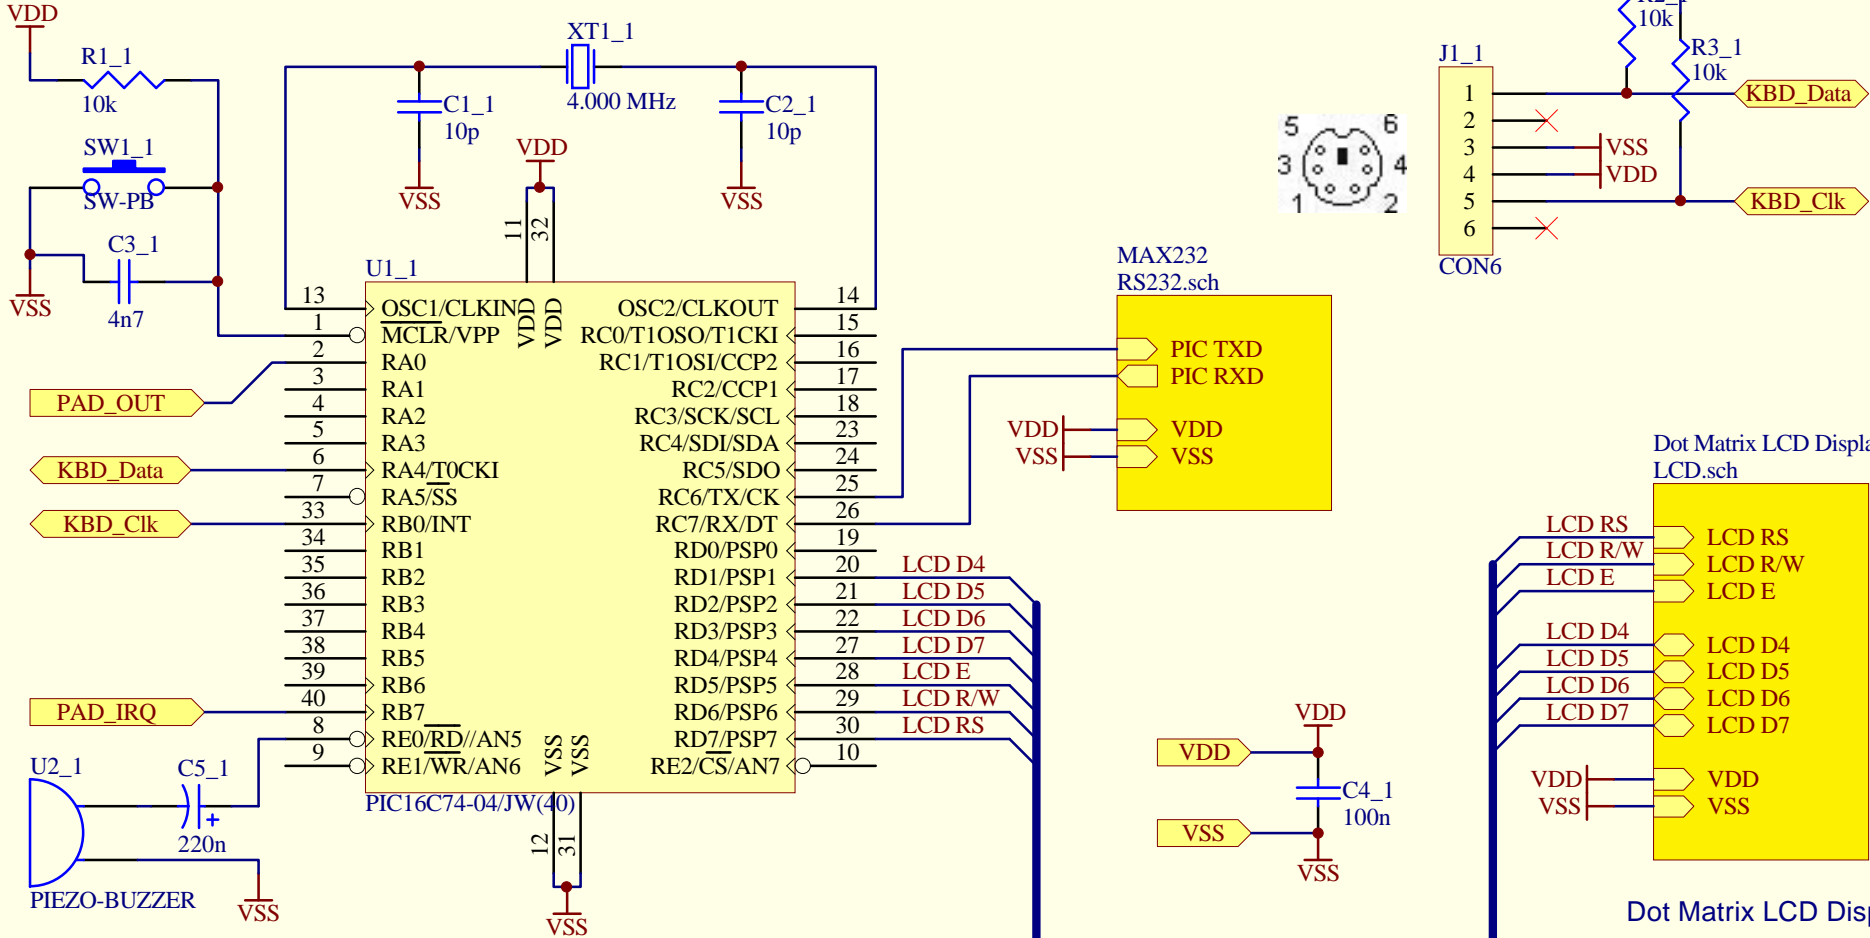 VDD
R1_1
10k
SW1_1
SW-PB
C3_1
4n7
VSS
XT1_1
4.000 MHz
C1_1
10p
VSS
C2_1
10p
VSS
VDD
11
32
U1_1
13 OSC1/CLKIN
1 MCLR/VPP
2 RA0
3 RA1
4 RA2
5 RA3
6 RA4/T0CKI
7 RA5/SS
33 RB0/INT
34 RB1
35 RB2
36 RB3
37 RB4
38 RB5
39 RB6
40 RB7
8 RE0/RD//AN5
9 RE1/WR/AN6
VDD
VDD
OSC2/CLKOUT 14
RC0/T1OSO/T1CKI 15
RC1/T1OSI/CCP2 16
RC2/CCP1 17
RC3/SCK/SCL 18
RC4/SDI/SDA 23
RC5/SDO 24
RC6/TX/CK 25
RC7/RX/DT 26
RD0/PSP0 19
RD1/PSP1 20
RD2/PSP2 21
RD3/PSP3 22
RD4/PSP4 27
RD5/PSP5 28
RD6/PSP6 29
RD7/PSP7 30
RE2/CS/AN7 10
VSS
VSS
PIC16C74-04/JW(40)
12
31
VSS
PAD_OUT
KBD_Data
KBD_Clk
PAD_IRQ
U2_1
C5_1
+
220n
PIEZO-BUZZER
VSS
LCD D4
LCD D5
LCD D6
LCD D7
LCD E
LCD R/W
LCD RS
MAX232
RS232.sch
PIC TXD
PIC RXD
VDD VDD
VSS VSS
5 6
3 4
1 2
J1_1
1
2
3
4
5
6
CON6
VSS
VDD
10k
R3_1
10k
KBD_Data
KBD_Clk
VDD
VDD
C4_1
100n
VSS
VSS
Dot Matrix LCD Displa
LCD.sch
LCD RS LCD RS
LCD R/W LCD R/W
LCD E LCD E
LCD D4 LCD D4
LCD D5 LCD D5
LCD D6 LCD D6
LCD D7 LCD D7
VDD VDD
VSS VSS
Dot Matrix LCD Disp